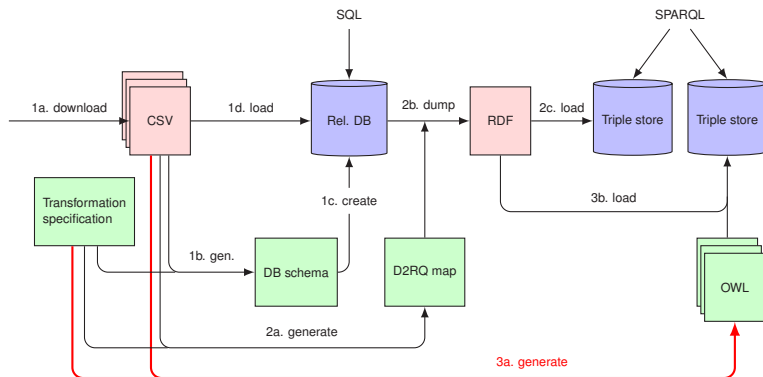 SQL
SPARQL
1a. download
CSV
1d. load
Rel. DB
2b. dump
RDF
2c. load
Triple store
Triple store
Transformation
specification
1c. create
3b. load
1b. gen.
DB schema
D2RQ map
OWL
2a. generate
3a. generate